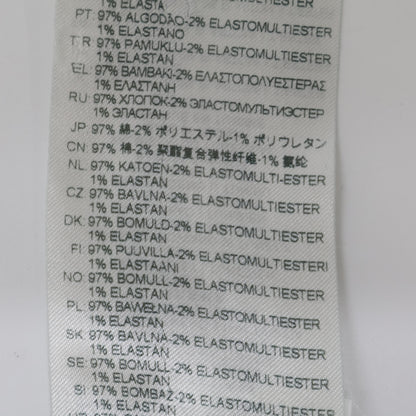 1% ELASTA
PT: 97% ALGODÃO-2% ELASTOMULTIESTER
1% ELASTANO
TR: 97% PAMUKLU-2% ELASTOMULTIESTER
1% ELASTAN
EL: 97% BAMBAKI-2% ΕΛΑΣΤΟΠΟΛΥΕΣΤΕΡΑΣ
1% ΕΛΑΣΤΑΝΗ
RU: 97% ХЛОПОК-2% ЭЛАСТОМУЛЬТИЭСТЕР
1% ЭЛАСТАН
JP: 97% 綿-2% ポリエステル-1% ポリウレタン
CN: 97% 棉-2% 聚酯复合弹性纤维-1% 氨纶
NL: 97% KATOEN-2% ELASTOMULTI-ESTER
1% ELASTAN
CZ: 97% BAVLNA-2% ELASTOMULTIESTER
1% ELASTAN
DK: 97% BOMULD-2% ELASTOMULTIESTER
1% ELASTAN
FI: 97% PUUVILLA-2% ELASTOMULTIESTERI
1% ELASTAANI
NO: 97% BOMULL-2% ELASTOMULTIESTER
1% ELASTAN
PL: 97% BAWEŁNA-2% ELASTOMULTIESTER
1% ELASTAN
SK: 97% BAVLNA-2% ELASTOMULTIESTER
1% ELASTAN
SE: 97% BOMULL-2% ELASTOMULTIESTER
1% ELASTAN
SI: 97% BOMBAŽ-2% ELASTOMULTIESTER
1% ELASTAN